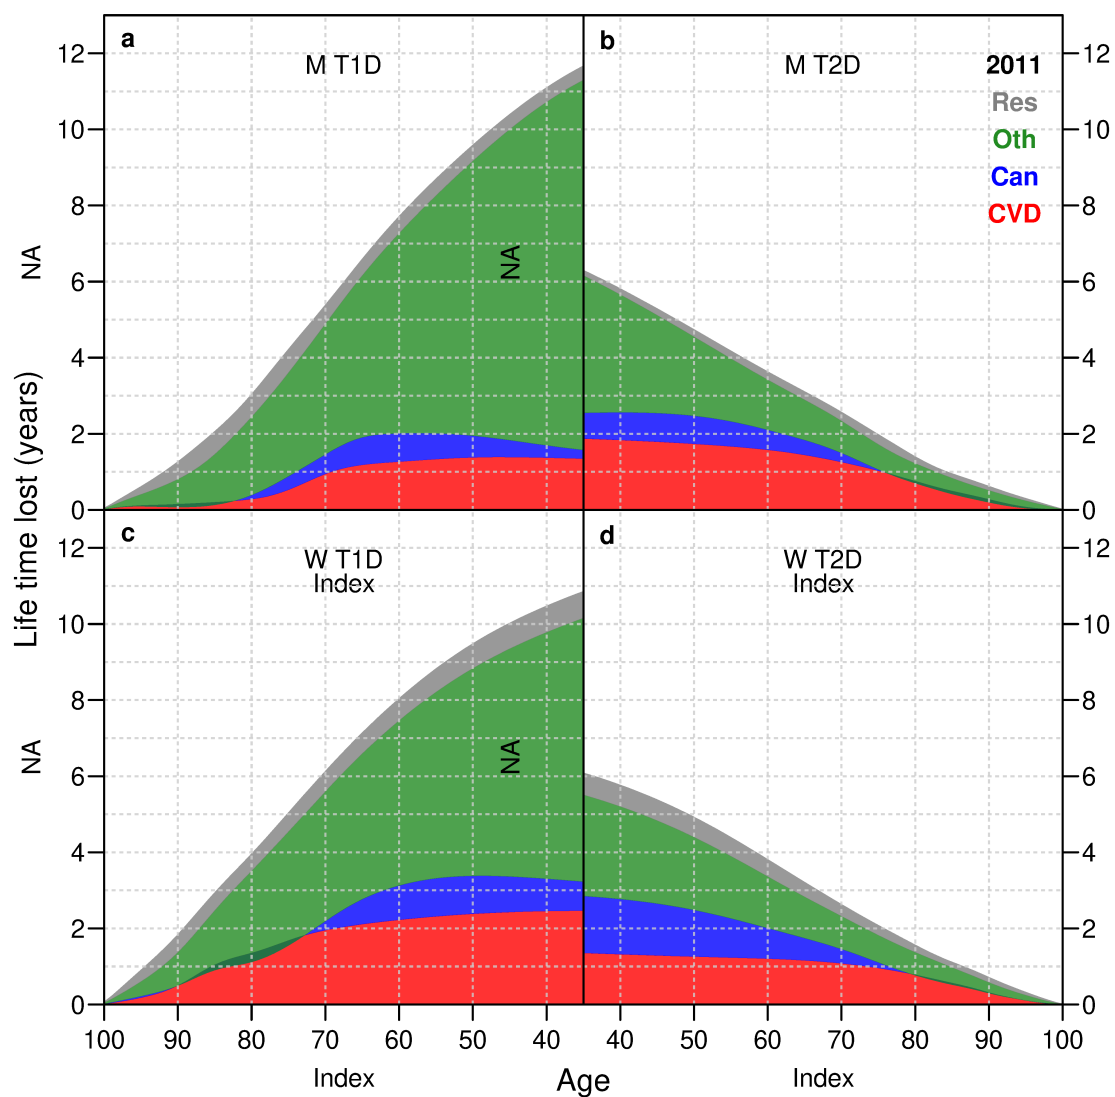 a
M T1D
b
M T2D
2011
Res
Oth
Can
CVD
12
10
8
6
4
2
0
12
10
8
6
4
2
0
NA
NA
Life time lost (years)
c
W T1D
Index
d
W T2D
Index
12
10
8
6
4
2
0
12
10
8
6
4
2
0
NA
NA
100 90 80 70 60 50 40 40 50 60 70 80 90 100
Index Age Index